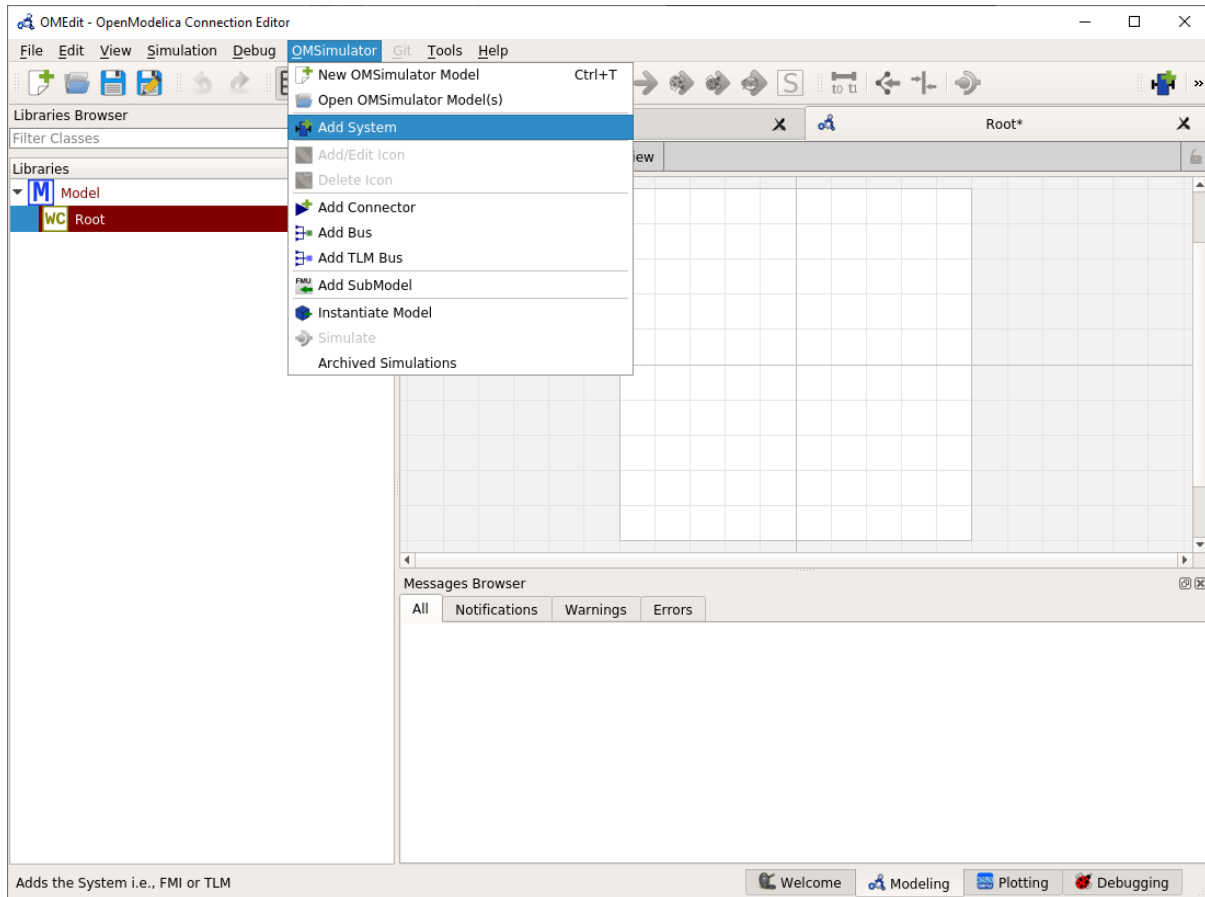 OMEdit - OpenModelica Connection Editor
File Edit View Simulation Debug OMSimulator Git Tools Help
New OMSimulator Model Ctrl+T
Open OMSimulator Model(s)
Add System
Add/Edit Icon
Delete Icon
Add Connector
Add Bus
Add TLM Bus
FMU Add SubModel
Instantiate Model
Simulate
Archived Simulations
S
to tl
»
Libraries Browser
Filter Classes
Libraries
M Model
WC Root
Root*
iew
Messages Browser
All Notifications Warnings Errors
Adds the System i.e., FMI or TLM
Welcome Modeling Plotting Debugging